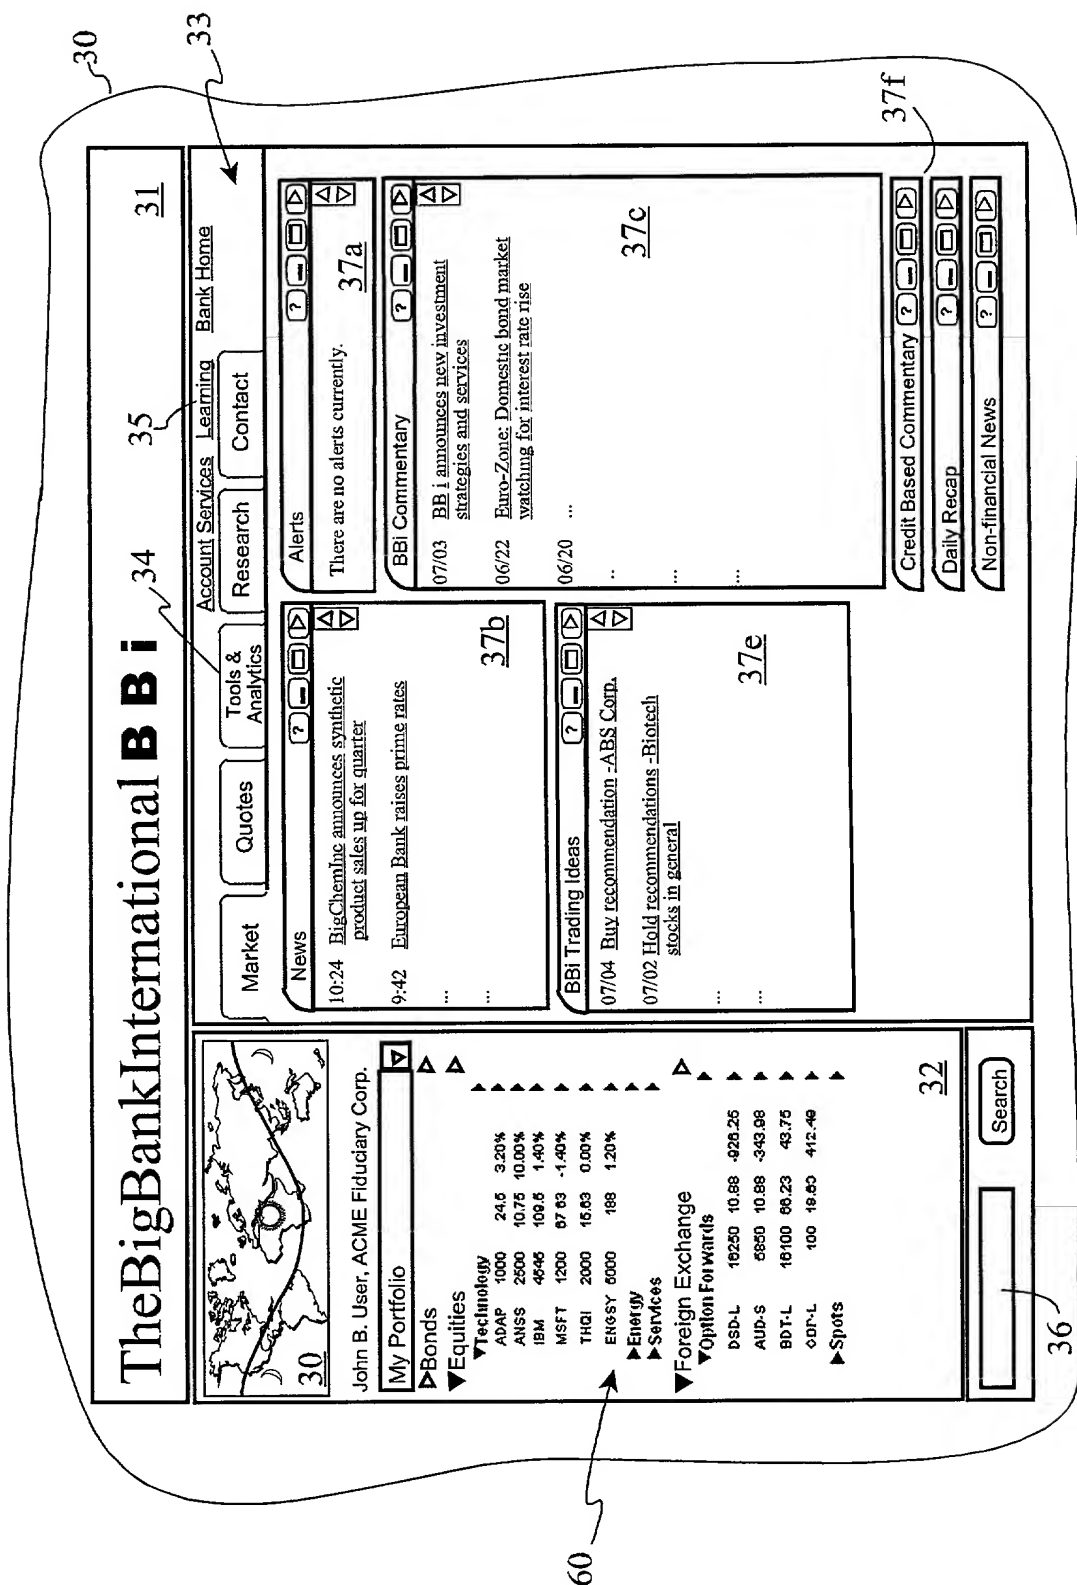 30
TheBigBankInternational B B i
31
33
34
35
Account Services Learning Bank Home
Market
Quotes
Tools &
Analytics
Research
Contact
30
John B. User, ACME Fiduciary Corp.
My Portfolio
Bonds
Equities
Technology
ADAP 1000 24.5 3.20%
ANSS 2500 10.75 10.00%
IBM 4545 109.5 1.40%
MSFT 1200 67.63 -1.40%
THQI 2000 15.63 0.00%
ENGSY 5000 188 1.20%
Energy
Services
Foreign Exchange
Option Forwards
DSD-L 16250 10.88 -926.25
AUD-S 5850 10.88 -343.98
BDT-L 16100 66.23 43.75
100 19.63 412.49
Spots
32
Search
36
60
News
?
10:24 BigChemInc announces synthetic
product sales up for quarter
9:42 European Bank raises prime rates
...
...
37b
BBi Trading Ideas
?
07/04 Buy recommendation -ABS Corp.
07/02 Hold recommendations -Biotech
stocks in general
...
...
37e
Alerts
?
There are no alerts currently.
37a
BBi Commentary
?
07/03 BB i announces new investment
strategies and services
06/22 Euro-Zone: Domestic bond market
watching for interest rate rise
06/20 ...
..
...
...
37c
Credit Based Commentary ?
37f
Daily Recap ?
Non-financial News ?